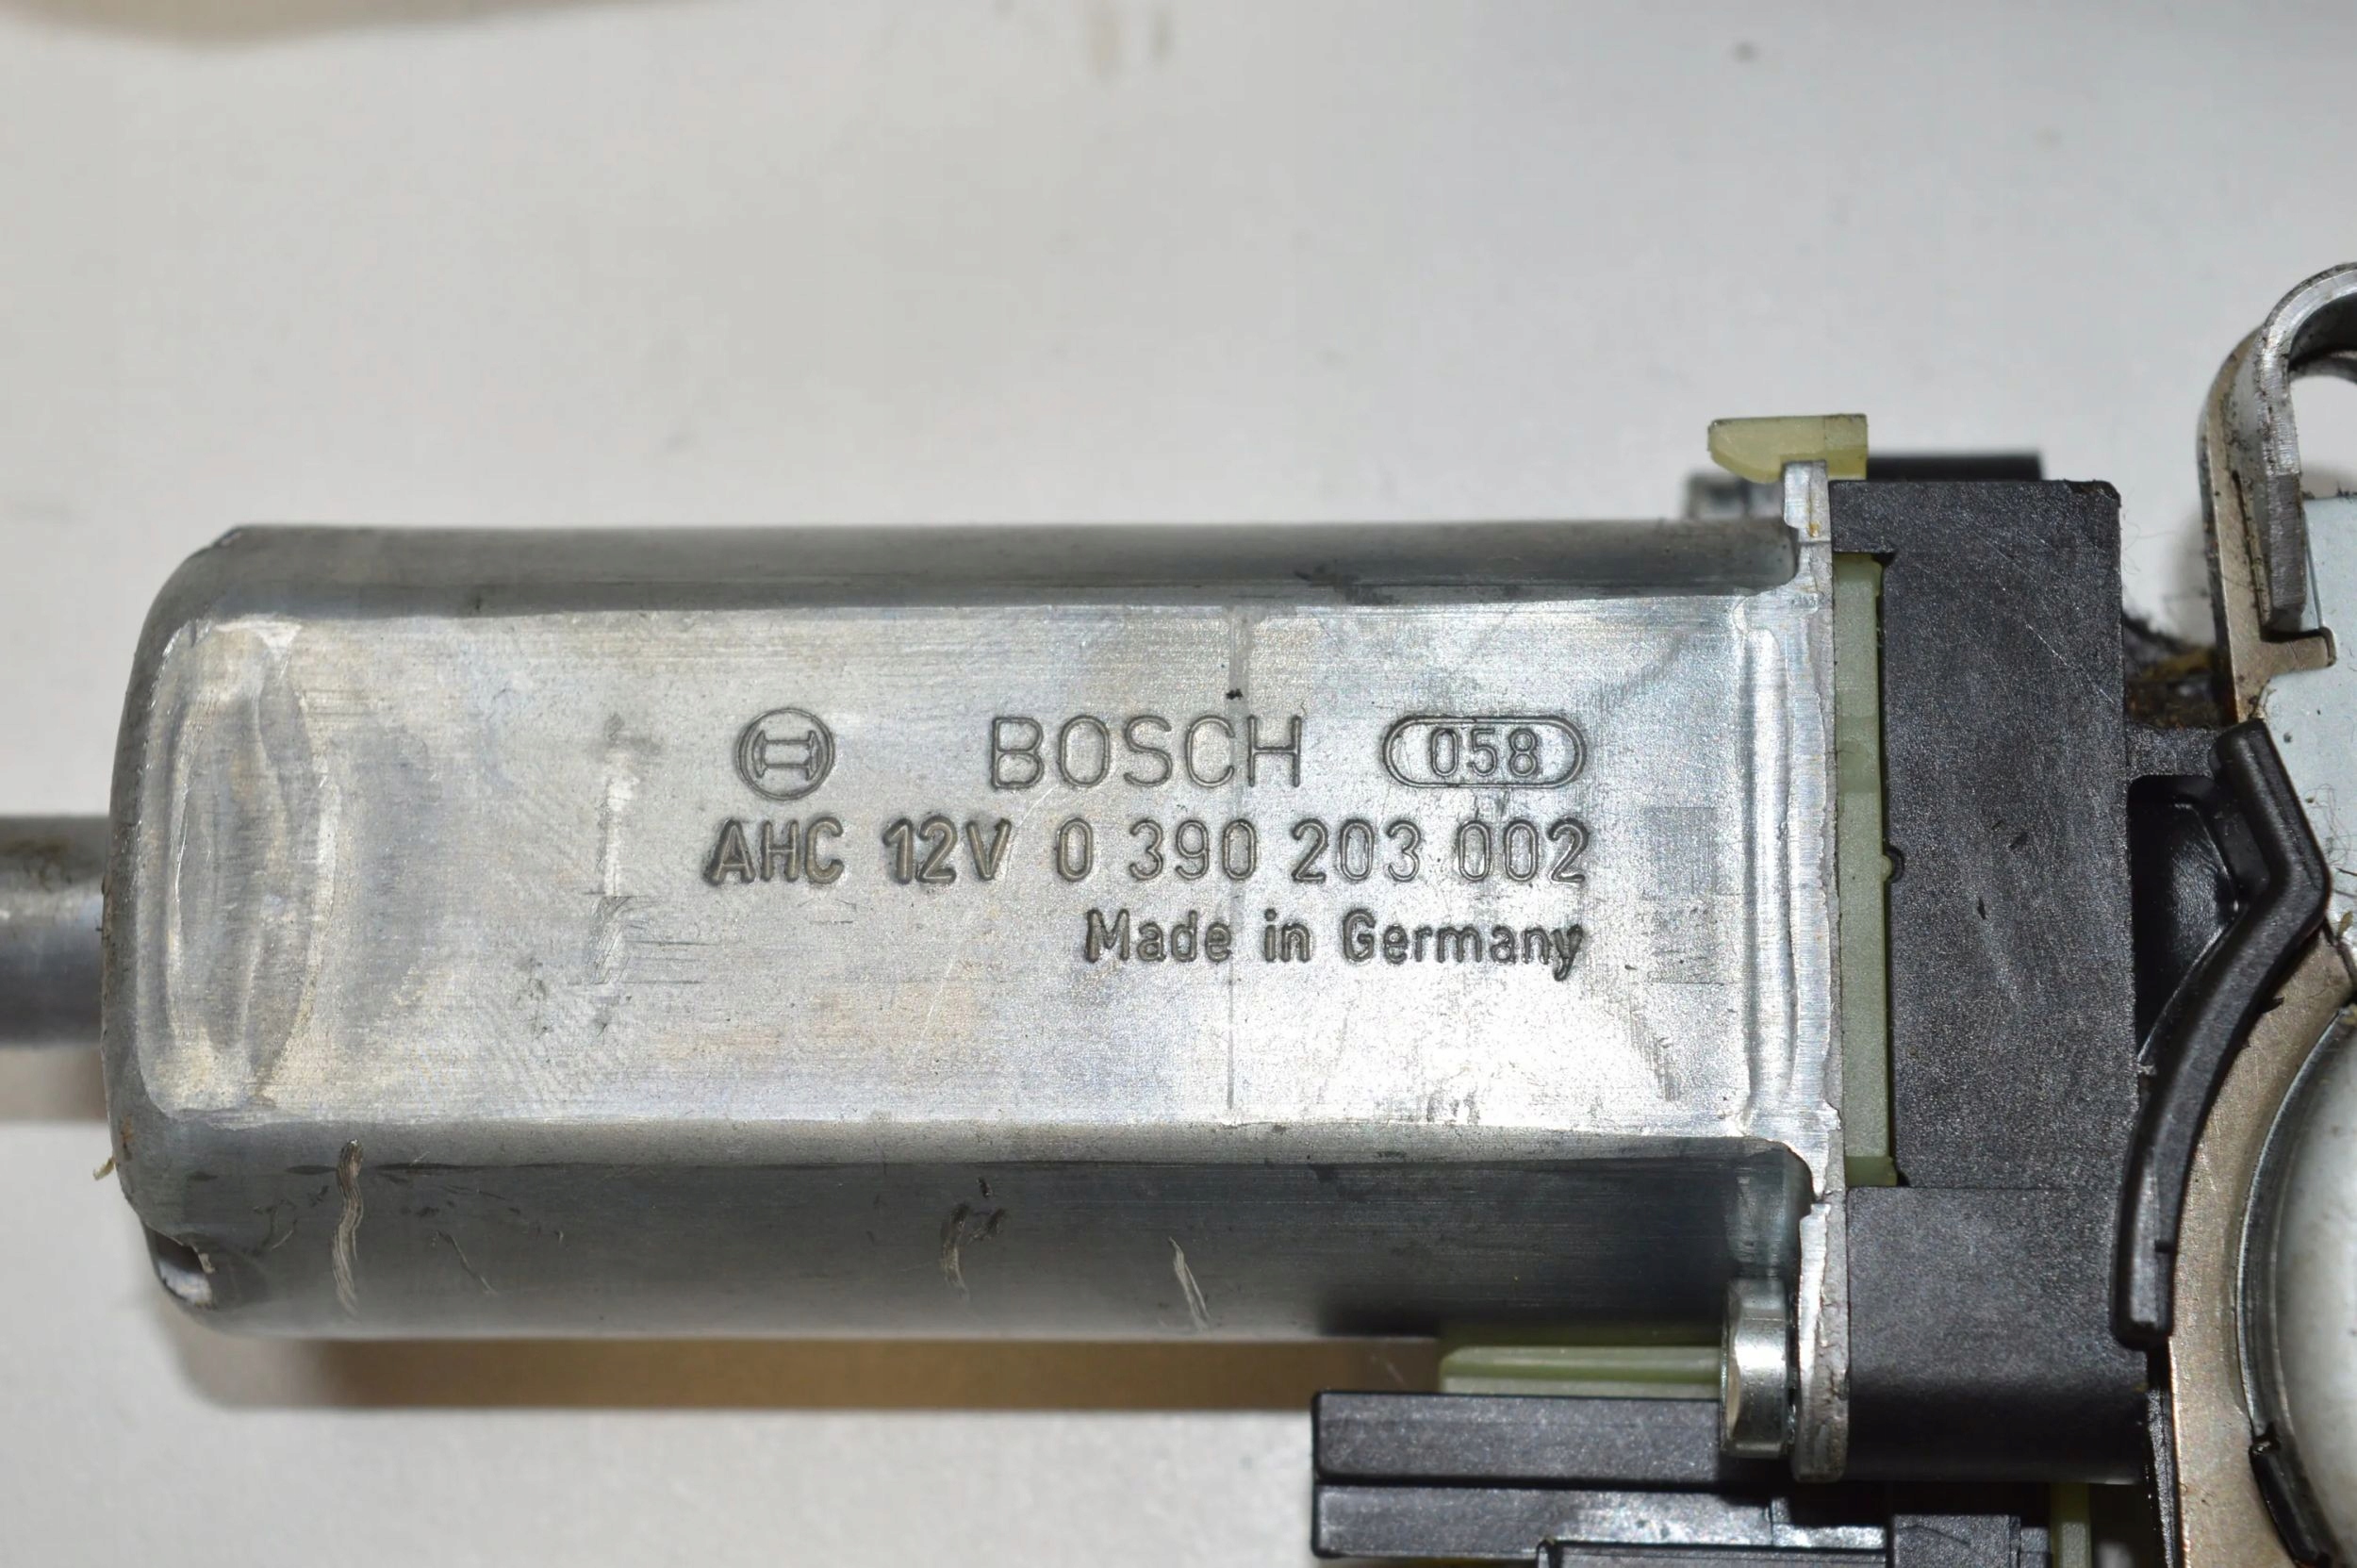 BOSCH 058
AHC 12V 0 390 203 002
Made in Germany